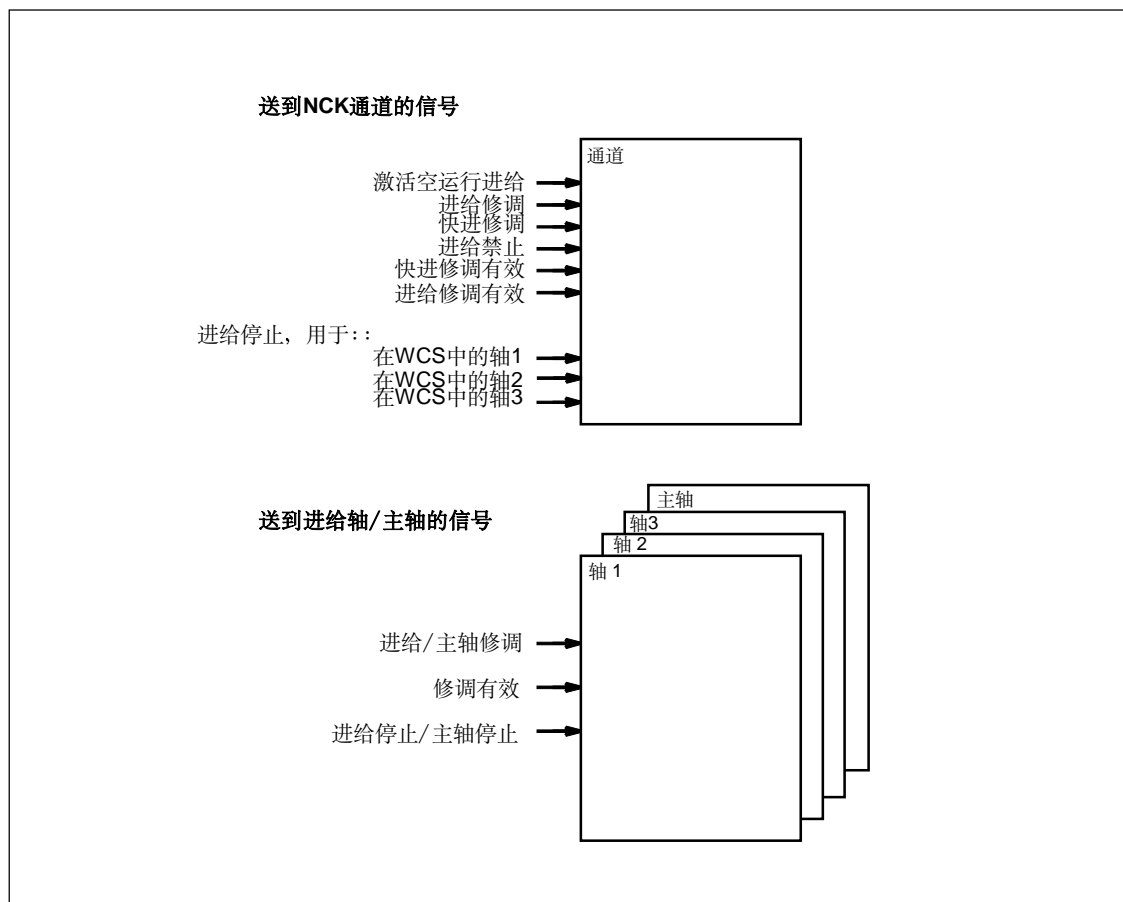 送到NCK通道的信号
通道
激活空运行进给
进给修调
快进修调
进给禁止
快进修调有效
进给修调有效
进给停止, 用于::
在WCS中的轴1
在WCS中的轴2
在WCS中的轴3
送到进给轴/主轴的信号
主轴
轴3
轴 2
轴 1
进给/主轴修调
修调有效
进给停止/主轴停止